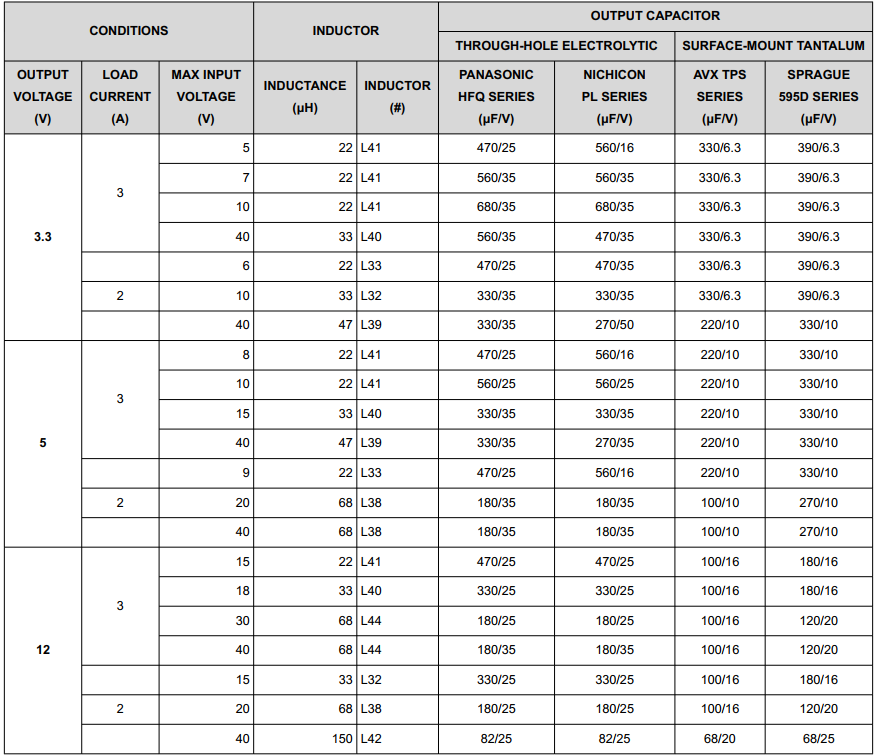 CONDITIONS INDUCTOR OUTPUT CAPACITOR
THROUGH-HOLE ELECTROLYTIC SURFACE-MOUNT TANTALUM
OUTPUT LOAD MAX INPUT INDUCTANCE INDUCTOR PANASONIC NICHICON AVX TPS SPRAGUE
VOLTAGE CURRENT VOLTAGE (µH) (#) HFQ SERIES PL SERIES SERIES 595D SERIES
(V) (A) (V) (µF/V) (µF/V) (µF/V) (µF/V)
3.3 3 5 22 L41 470/25 560/16 330/6.3 390/6.3
7 22 L41 560/35 560/35 330/6.3 390/6.3
10 22 L41 680/35 680/35 330/6.3 390/6.3
40 33 L40 560/35 470/35 330/6.3 390/6.3
6 22 L33 470/25 470/35 330/6.3 390/6.3
2 10 33 L32 330/35 330/35 330/6.3 390/6.3
40 47 L39 330/35 270/50 220/10 330/10
5 3 8 22 L41 470/25 560/16 220/10 330/10
10 22 L41 560/25 560/25 220/10 330/10
15 33 L40 330/35 330/35 220/10 330/10
40 47 L39 330/35 270/35 220/10 330/10
9 22 L33 470/25 560/16 220/10 330/10
2 20 68 L38 180/35 180/35 100/10 270/10
40 68 L38 180/35 180/35 100/10 270/10
12 3 15 22 L41 470/25 470/25 100/16 180/16
18 33 L40 330/25 330/25 100/16 180/16
30 68 L44 180/25 180/25 100/16 120/20
40 68 L44 180/35 180/35 100/16 120/20
15 33 L32 330/25 330/25 100/16 180/16
2 20 68 L38 180/25 180/25 100/16 120/20
40 150 L42 82/25 82/25 68/20 68/25